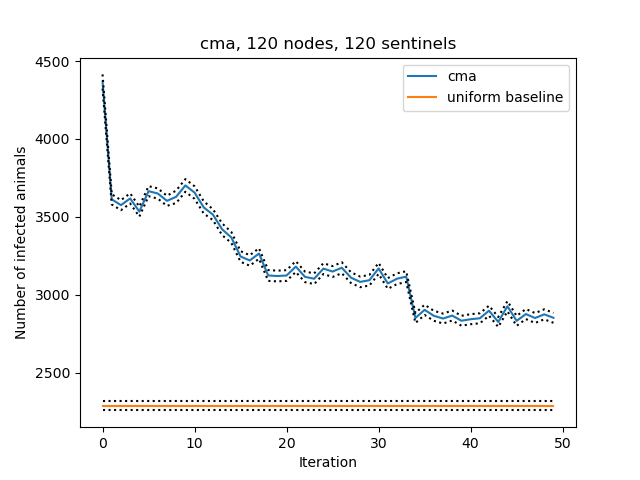 cma, 120 nodes, 120 sentinels
cma
uniform baseline
Number of infected animals
4500
4000
3500
3000
2500
0 10 20 30 40 50
Iteration